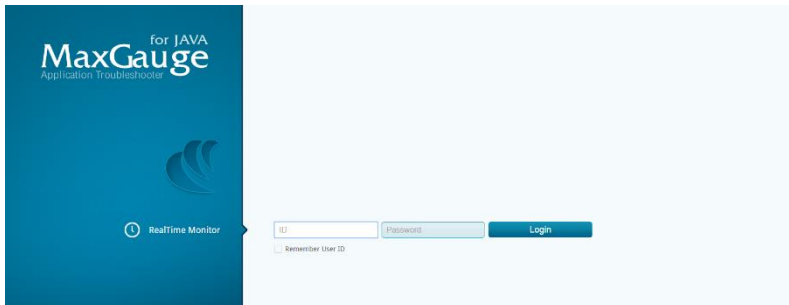 for JAVA
MaxGauge
Application Troubleshooter
RealTime Monitor
ID
Password
Login
Remember User ID